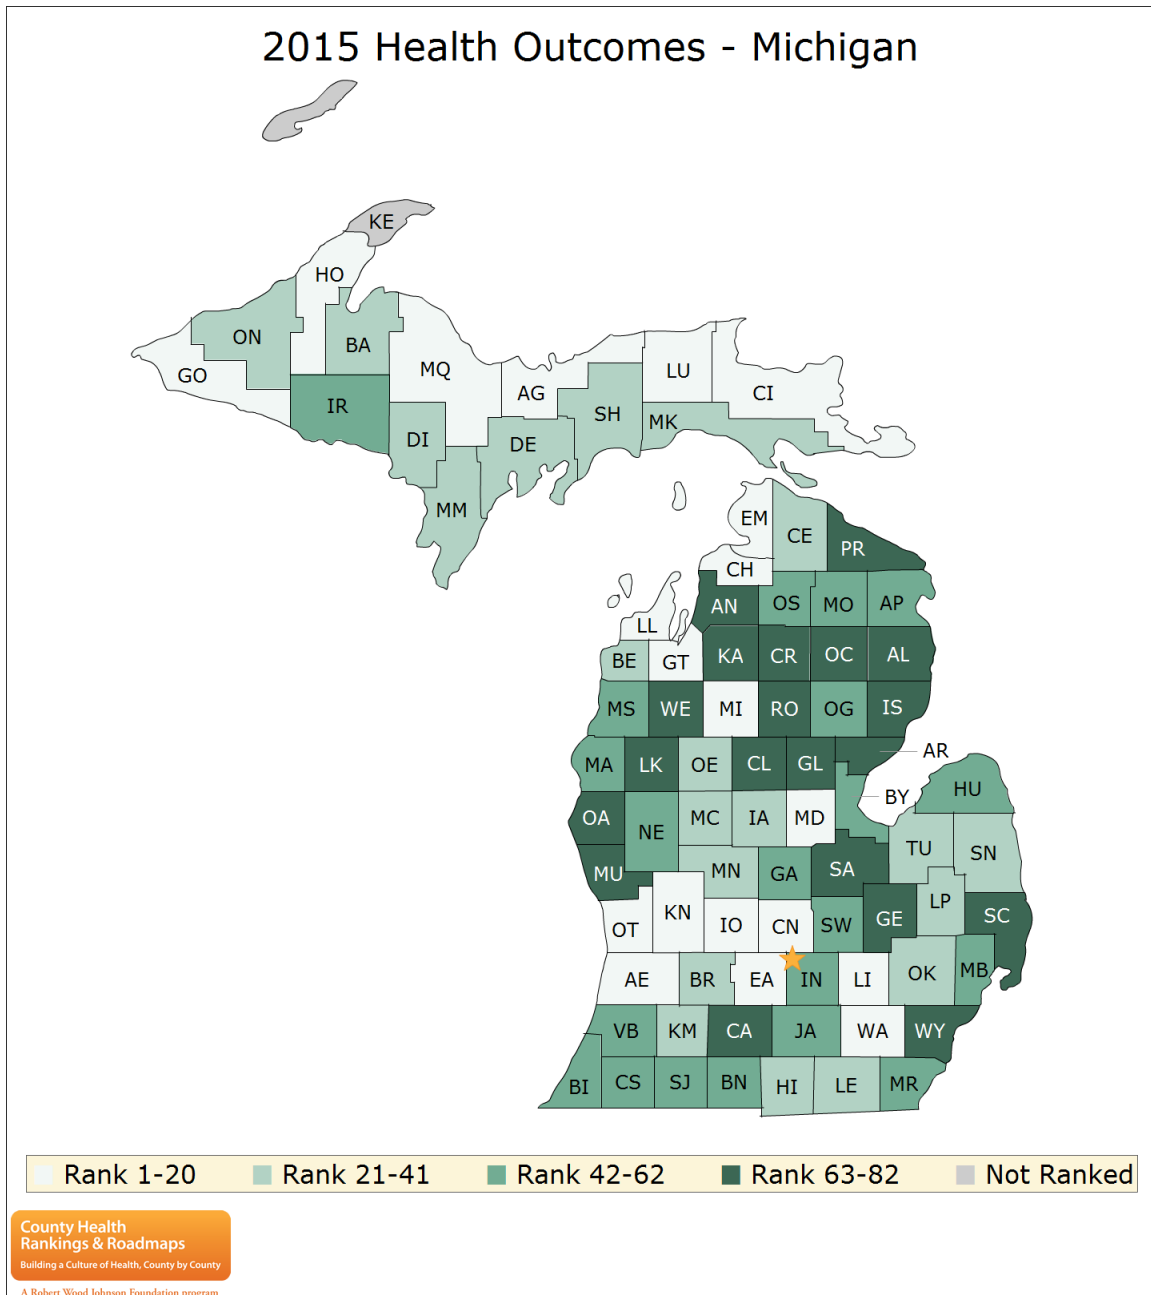 2015 Health Outcomes - Michigan
KE
HO
ON
BA
MQ
LU
GO
AG
CI
IR
SH
MK
DI
DE
MM
EM
CE
PR
CH
AN
OS
MO
AP
LL
BE
GT
KA
CR
OC
AL
MS
WE
MI
RO
OG
IS
AR
MA
LK
OE
CL
GL
BY
HU
OA
NE
MC
IA
MD
TU
SN
MU
MN
GA
SA
LP
OT
KN
IO
CN
SW
GE
SC
AE
BR
EA
IN
LI
OK
MB
VB
KM
CA
JA
WA
WY
BI
CS
SJ
BN
HI
LE
MR
Rank 1-20 Rank 21-41 Rank 42-62 Rank 63-82 Not Ranked
County Health
Rankings & Roadmaps
Building a Culture of Health, County by County
A Robert Wood Johnson Foundation program